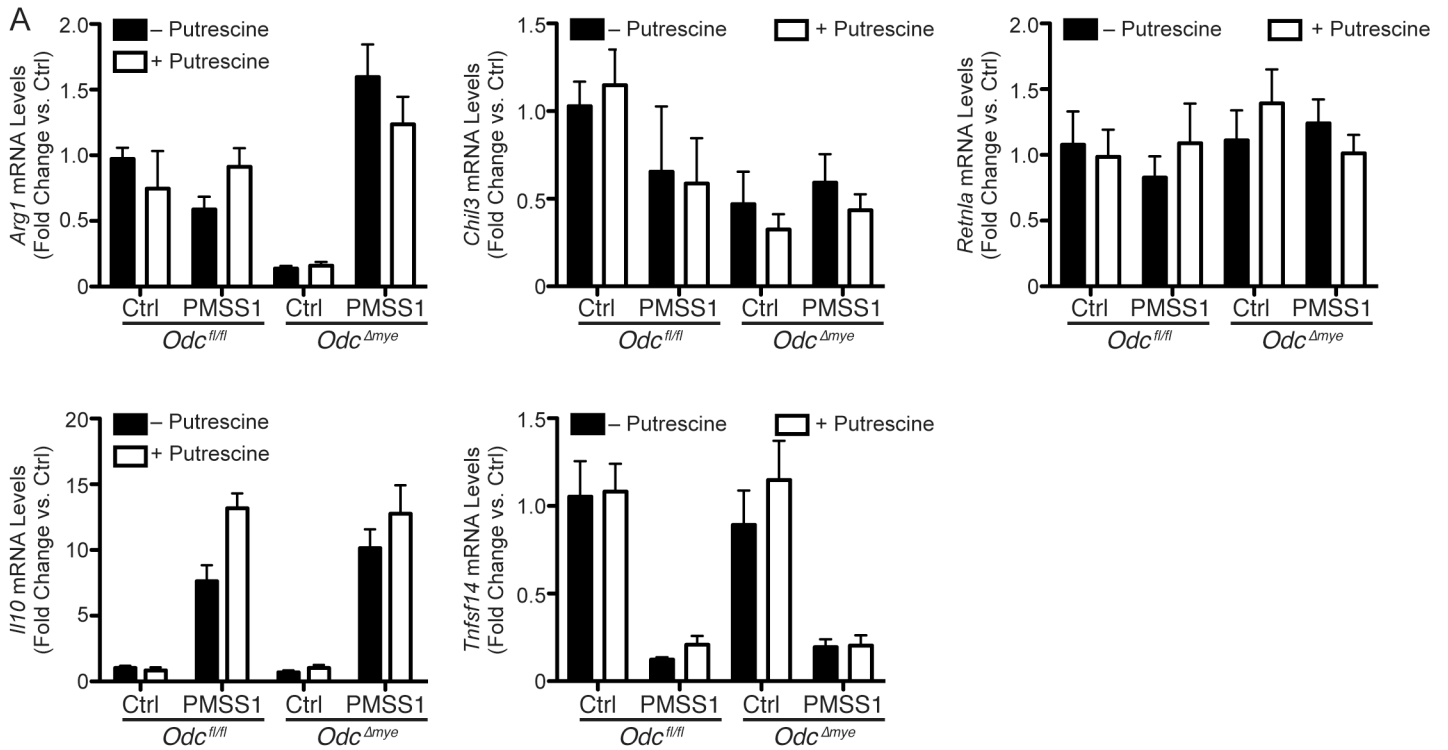 A
Arg1 mRNA Levels
(Fold Change vs. Ctrl)
2.0
1.5
1.0
0.5
0
– Putrescine
+ Putrescine
Ctrl PMSS1 Ctrl PMSS1
Odc fl/fl Odc Δmye
Chil3 mRNA Levels
(Fold Change vs. Ctrl)
1.5
1.0
0.5
0
– Putrescine + Putrescine
Ctrl PMSS1 Ctrl PMSS1
Odc fl/fl Odc Δmye
Retnla mRNA Levels
(Fold Change vs. Ctrl)
2.0
1.5
1.0
0.5
0
– Putrescine + Putrescine
Ctrl PMSS1 Ctrl PMSS1
Odc fl/fl Odc Δmye
Il10 mRNA Levels
(Fold Change vs. Ctrl)
20
15
10
5
0
– Putrescine
+ Putrescine
Ctrl PMSS1 Ctrl PMSS1
Odc fl/fl Odc Δmye
Tnfsf14 mRNA Levels
(Fold Change vs. Ctrl)
1.5
1.0
0.5
0
– Putrescine + Putrescine
Ctrl PMSS1 Ctrl PMSS1
Odc fl/fl Odc Δmye